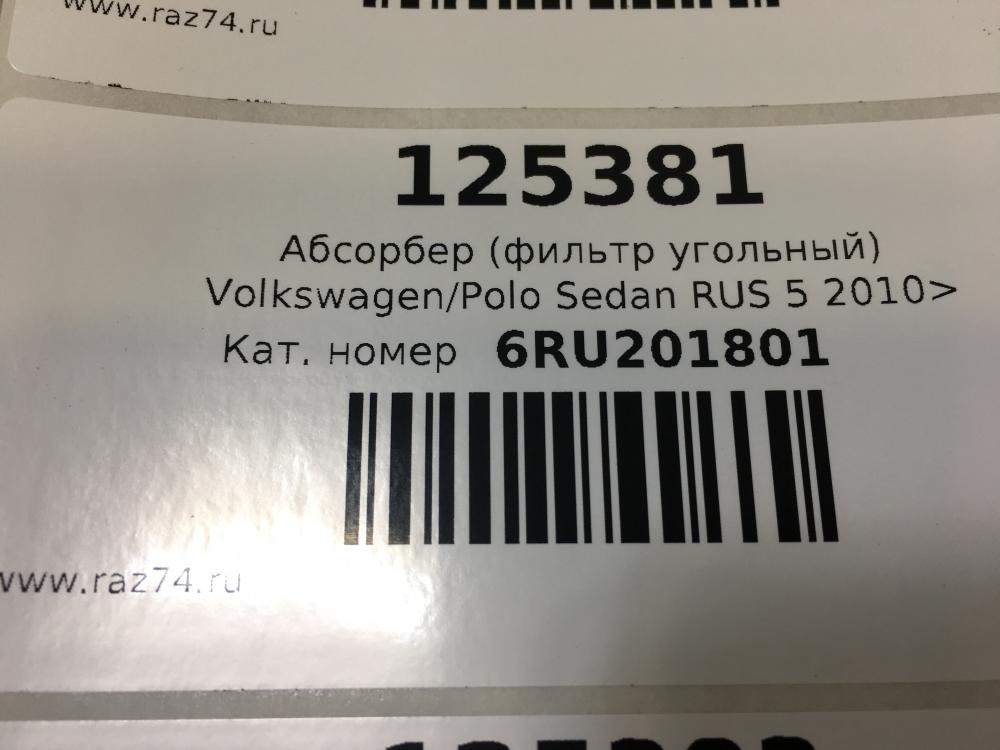 www.raz74.ru
125381
Абсорбер (фильтр угольный)
Volkswagen/Polo Sedan RUS 5 2010>
Кат. номер 6RU201801
www.raz74.ru